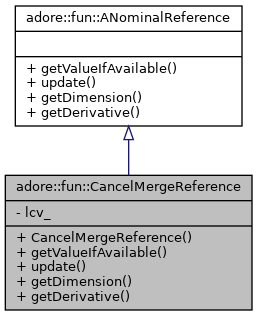 adore::fun::ANominalReference
+ getValueIfAvailable()
+ update()
+ getDimension()
+ getDerivative()
adore::fun::CancelMergeReference
- lcv_
+ CancelMergeReference()
+ getValueIfAvailable()
+ update()
+ getDimension()
+ getDerivative()